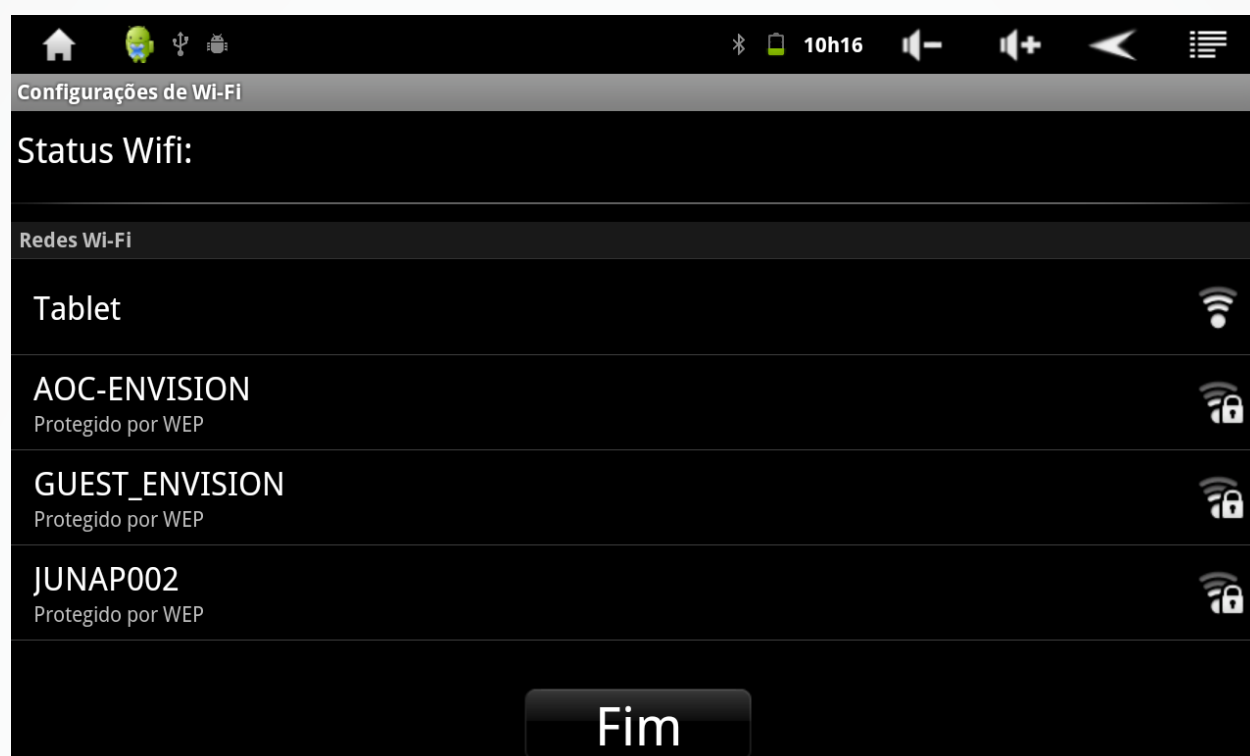 10h16
Configurações de Wi-Fi
Status Wifi:
Redes Wi-Fi
Tablet
AOC-ENVISION
Protegido por WEP
GUEST_ENVISION
Protegido por WEP
JUNAP002
Protegido por WEP
Fim